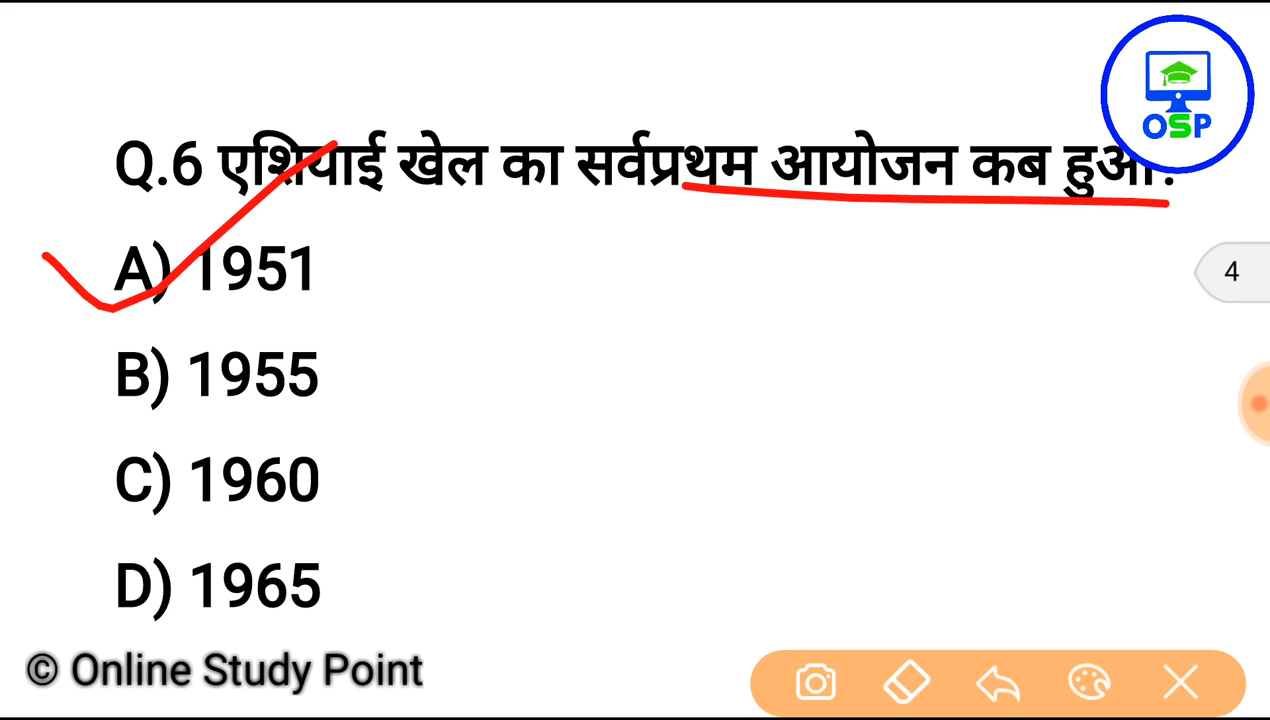 OSP
Q.6 एशियाई खेल का सर्वप्रथम आयोजन कब हुआ?
A) 1951
4
B) 1955
C) 1960
D) 1965
© Online Study Point